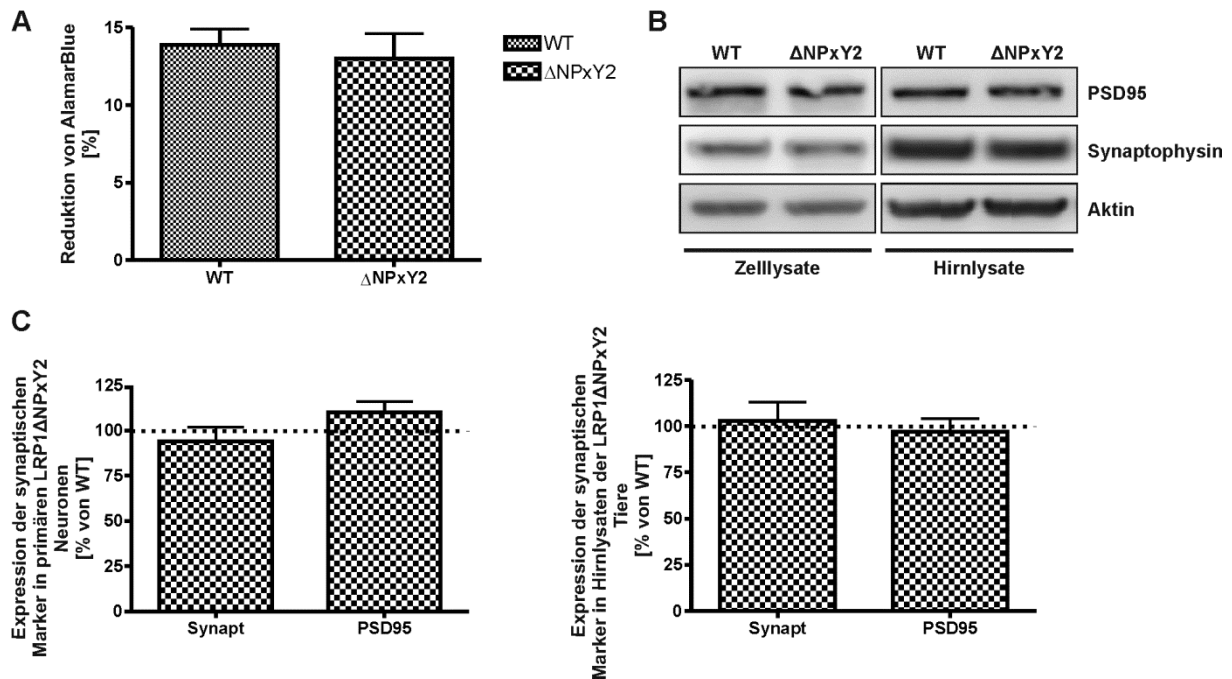 A
Reduktion von AlamarBlue
[%]
15
10
5
0
WT
ΔNPxY2
WT
ΔNPxY2
B
WT
ΔNPxY2
WT
ΔNPxY2
PSD95
Synaptophysin
Aktin
Zelllysate
Hirnlysate
C
Expression der synaptischen
Marker in primären LRP1ΔNPxY2
Neuronen
[% von WT]
125
100
75
50
25
0
Synapt
PSD95
Expression der synaptischen
Marker in Hirnlysaten der LRP1ΔNPxY2
Tiere
[% von WT]
125
100
75
50
25
0
Synapt
PSD95